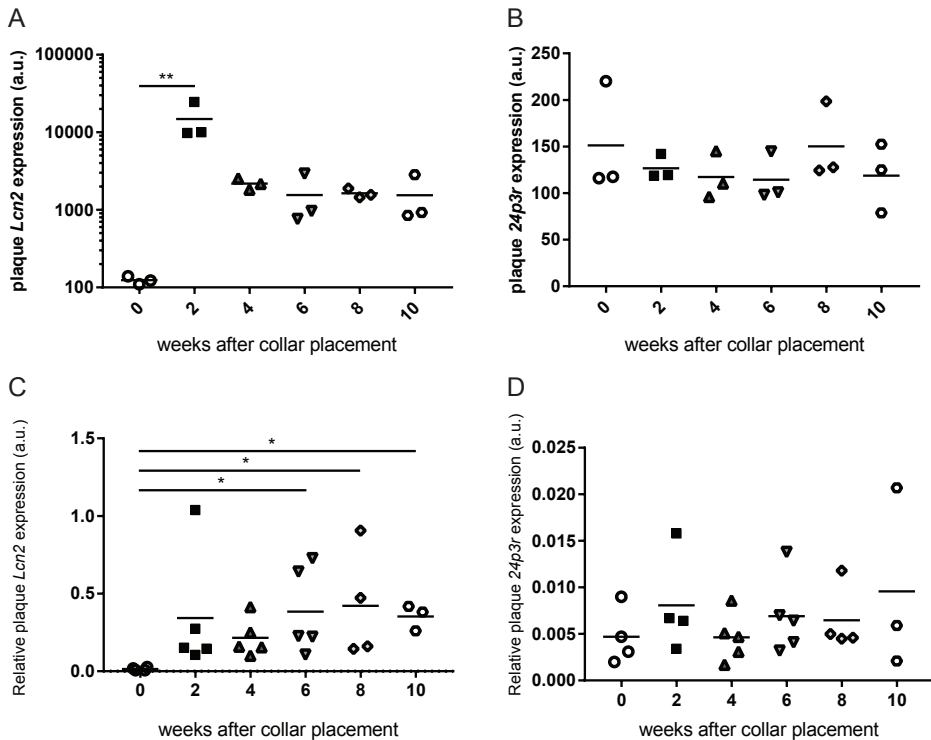 A
plaque Lcn2 expression (a.u.)
100000
10000
1000
100
**
0 2 4 6 8 10
weeks after collar placement
B
plaque 24p3r expression (a.u.)
250
200
150
100
50
0
0 2 4 6 8 10
weeks after collar placement
C
Relative plaque Lcn2 expression (a.u.)
1.5
1.0
0.5
0.0
*
*
*
0 2 4 6 8 10
weeks after collar placement
D
Relative plaque 24p3r expression (a.u.)
0.025
0.020
0.015
0.010
0.005
0.000
0 2 4 6 8 10
weeks after collar placement